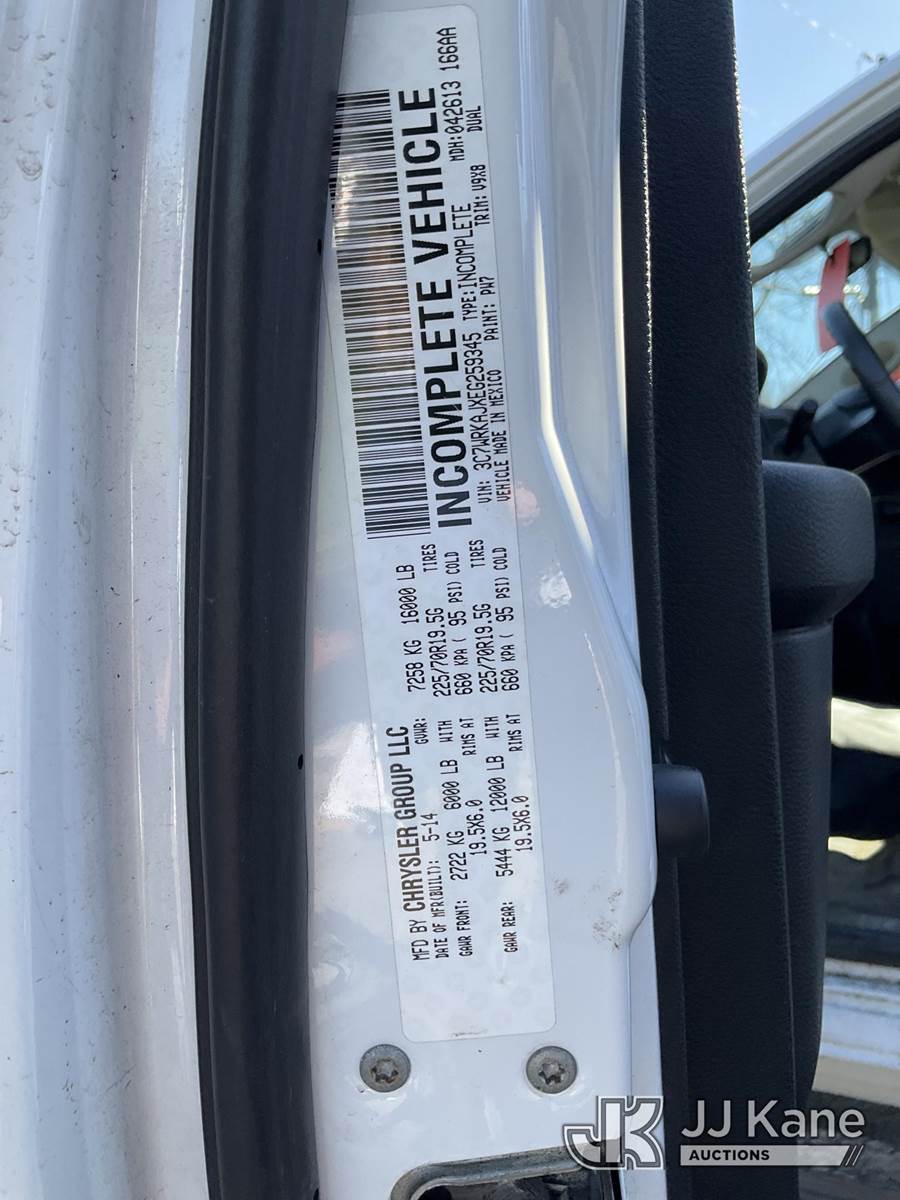 MFD BY CHRYSLER GROUP LLC
DATE OF MFR(BUILT): 5-14 GVWR: 7258 KG 16000 LB
GAWR FRONT: 2722 KG 6000 LB WITH 225/70R19.5G TIRES
19.5X6.0 RIMS AT 660 KPA ( 95 PSI) COLD
GAWR REAR: 5444 KG 12000 LB WITH 225/70R19.5G TIRES
19.5X6.0 RIMS AT 660 KPA ( 95 PSI) COLD
INCOMPLETE VEHICLE
VIN: 3C7WRKAJXEG259345 TYPE:INCOMPLETE MDH:042613 166AA
VEHICLE MADE IN MEXICO PAINT: PW7 TRIM: V9X8 DUAL
JK JJ Kane
AUCTIONS